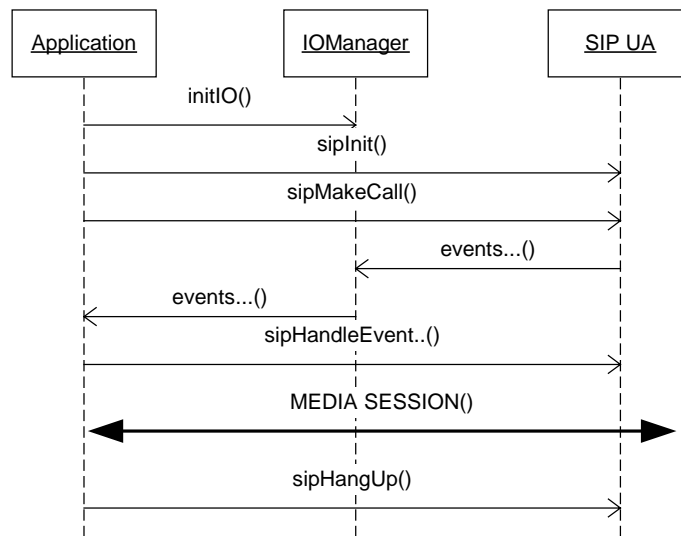 Application
IOManager
SIP UA
initIO()
sipInit()
sipMakeCall()
events...()
events...()
sipHandleEvent..()
MEDIA SESSION()
sipHangUp()